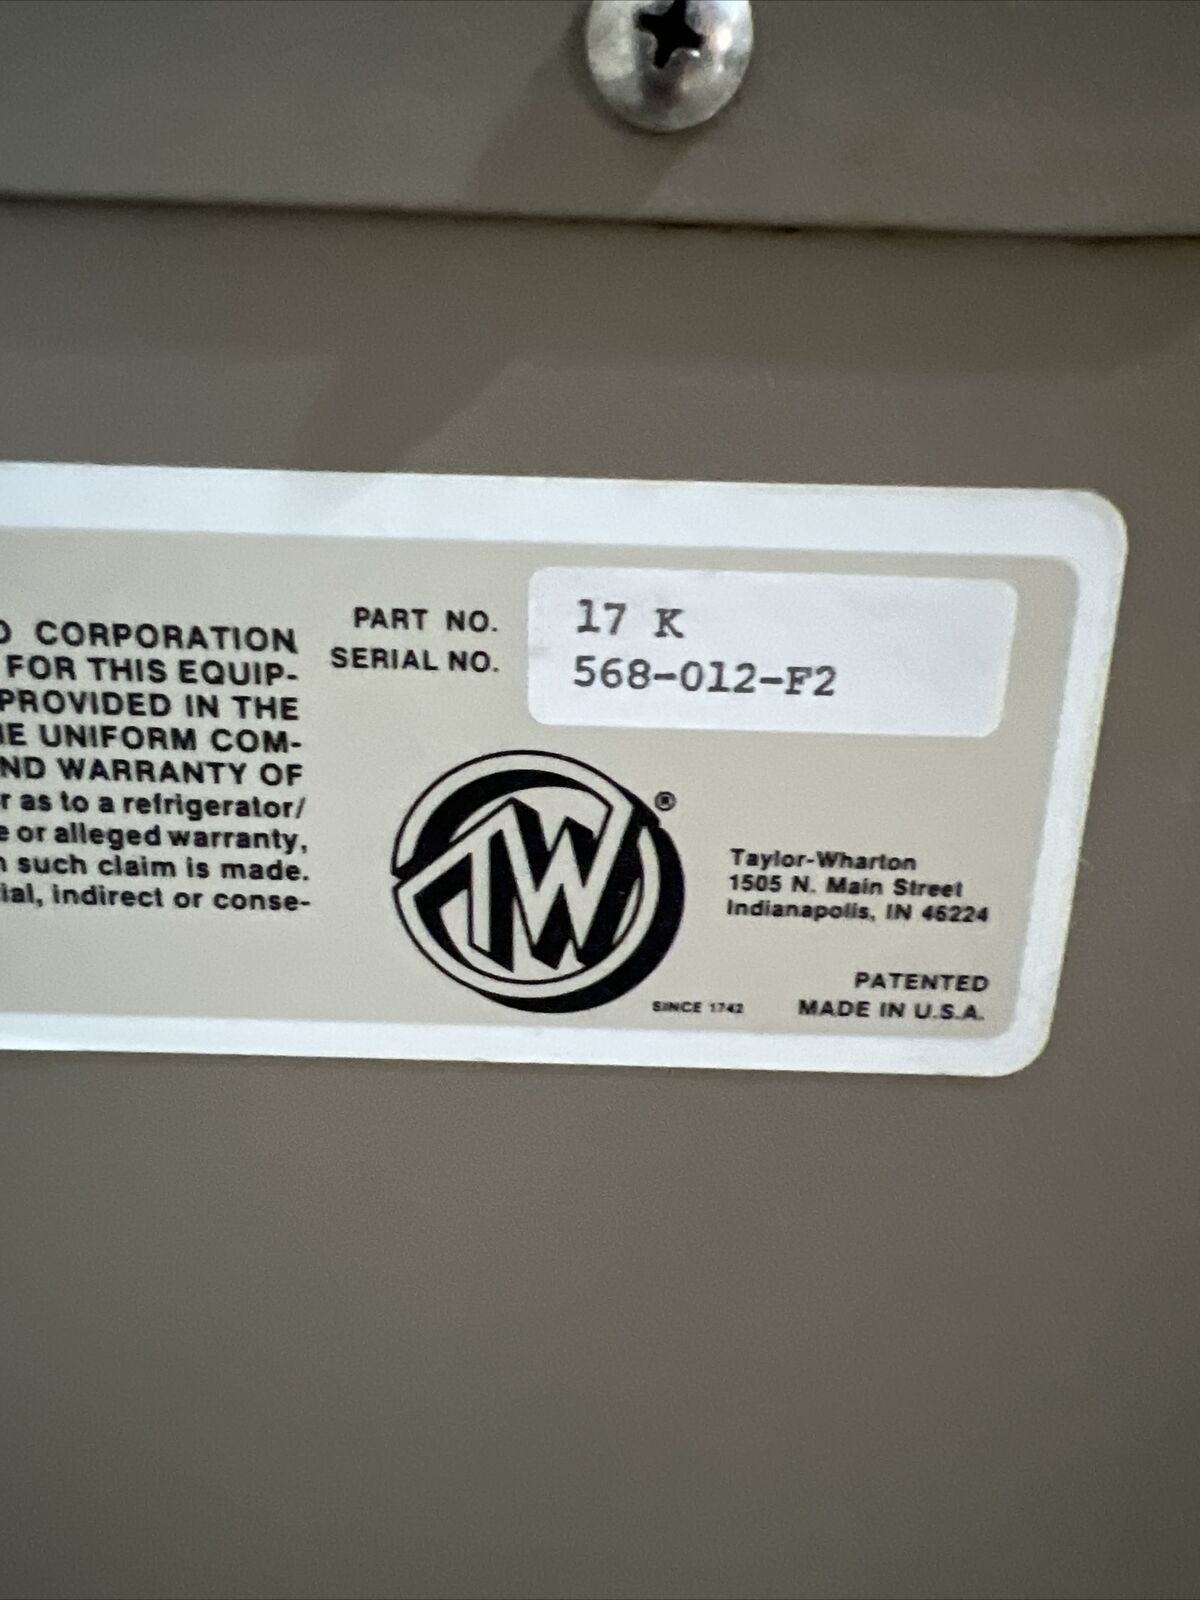 CORPORATION
FOR THIS EQUIP-
PROVIDED IN THE
UNIFORM COM-
WARRANTY OF
as to a refrigerator/
or alleged warranty,
such claim is made.
indirect or conse-
PART NO. 17 K
SERIAL NO. 568-012-F2
TW ®
SINCE 1742
Taylor-Wharton
1505 N. Main Street
Indianapolis, IN 46224
PATENTED
MADE IN U.S.A.